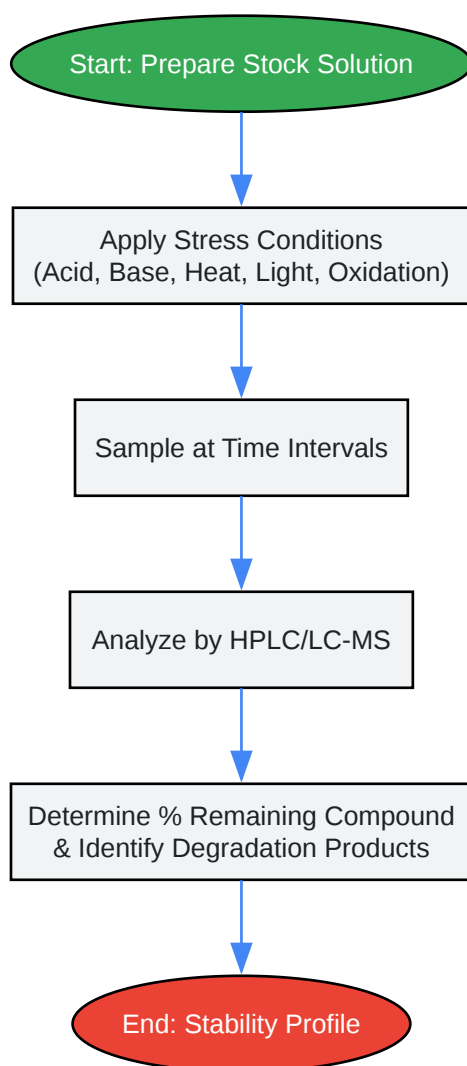 Start: Prepare Stock Solution
Apply Stress Conditions
(Acid, Base, Heat, Light, Oxidation)
Sample at Time Intervals
Analyze by HPLC/LC-MS
Determine % Remaining Compound
& Identify Degradation Products
End: Stability Profile